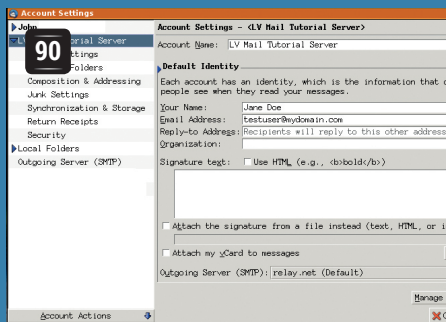 Account Settings
John
Account Settings - <LV Mail Tutorial Server>
LV
orial Server
90
Account Name: LV Mail Tutorial Server
ttings
Folders
Default Identity
Composition & Addressing
Each account has an identity, which is the information that
people see when they read your messages.
Junk Settings
Synchronization & Storage
Your Name: Jane Doe
Return Receipts
Email Address: testuser@mydomain.com
Security
Reply-to Address: Recipients will reply to this other address
Local Folders
Organization:
Outgoing Server (SMTP)
Signature text: Use HTML (e.g., <b>bold</b>)
Attach the signature from a file instead (text, HTML, or i
Attach my vCard to messages
Outgoing Server (SMTP): relay.net (Default)
Manage
Account Actions